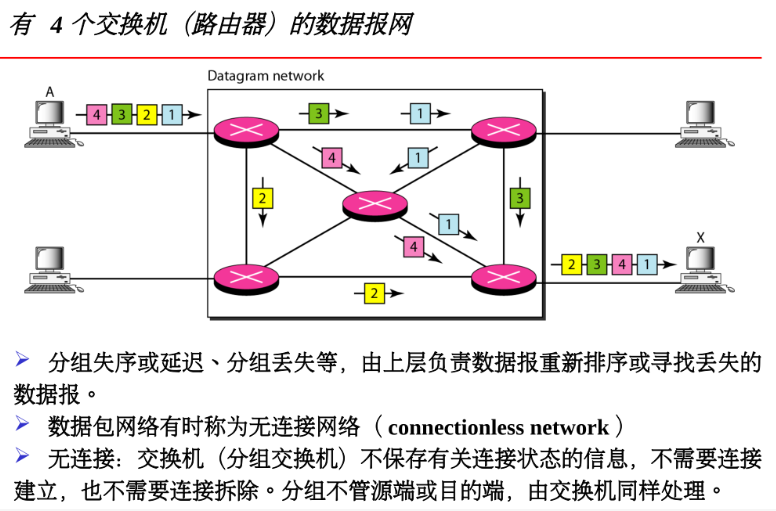 有 4 个交换机（路由器）的数据报网
Datagram network
A
4 3 2 1
3
1
4
1
2
3
1
4
X
2 3 4 1
2
分组失序或延迟、分组丢失等，由上层负责数据报重新排序或寻找丢失的
数据报。
数据包网络有时称为无连接网络（connectionless network）
无连接：交换机（分组交换机）不保存有关连接状态的信息，不需要连接
建立，也不需要连接拆除。分组不管源端或目的端，由交换机同样处理。